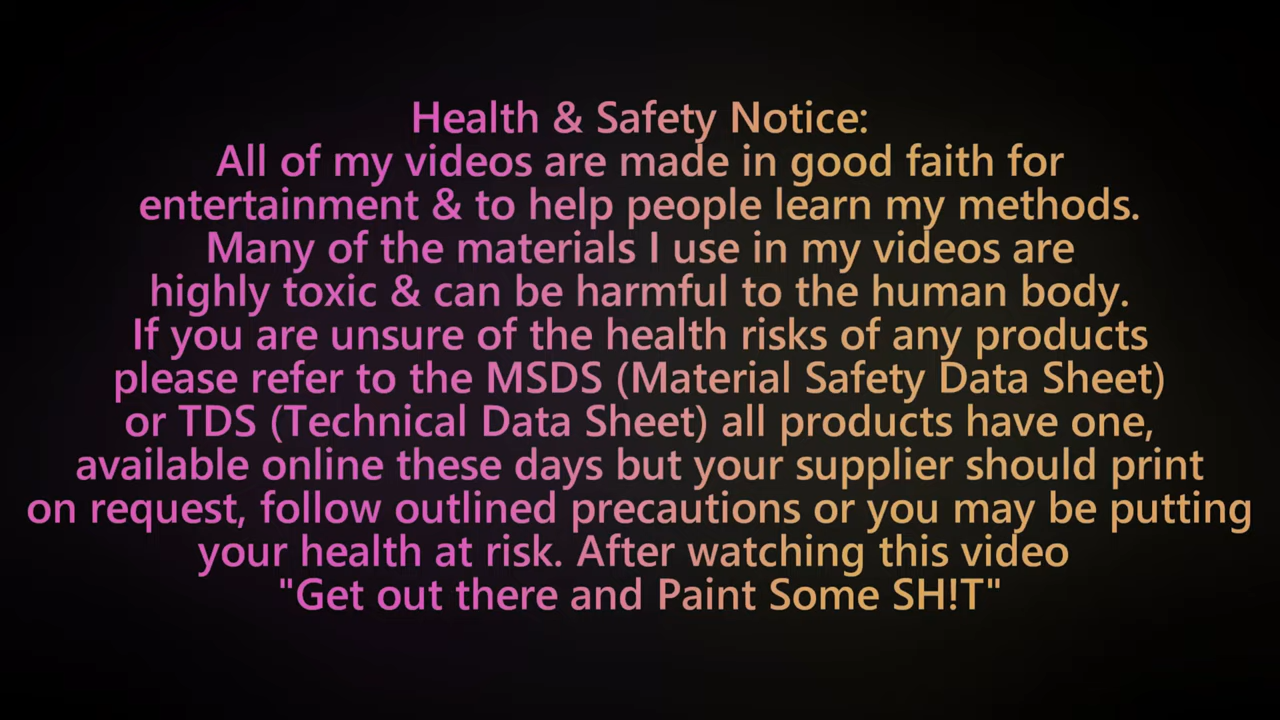 Health & Safety Notice:
All of my videos are made in good faith for
entertainment & to help people learn my methods.
Many of the materials I use in my videos are
highly toxic & can be harmful to the human body.
If you are unsure of the health risks of any products
please refer to the MSDS (Material Safety Data Sheet)
or TDS (Technical Data Sheet) all products have one,
available online these days but your supplier should print
on request, follow outlined precautions or you may be putting
your health at risk. After watching this video
"Get out there and Paint Some SH!T"